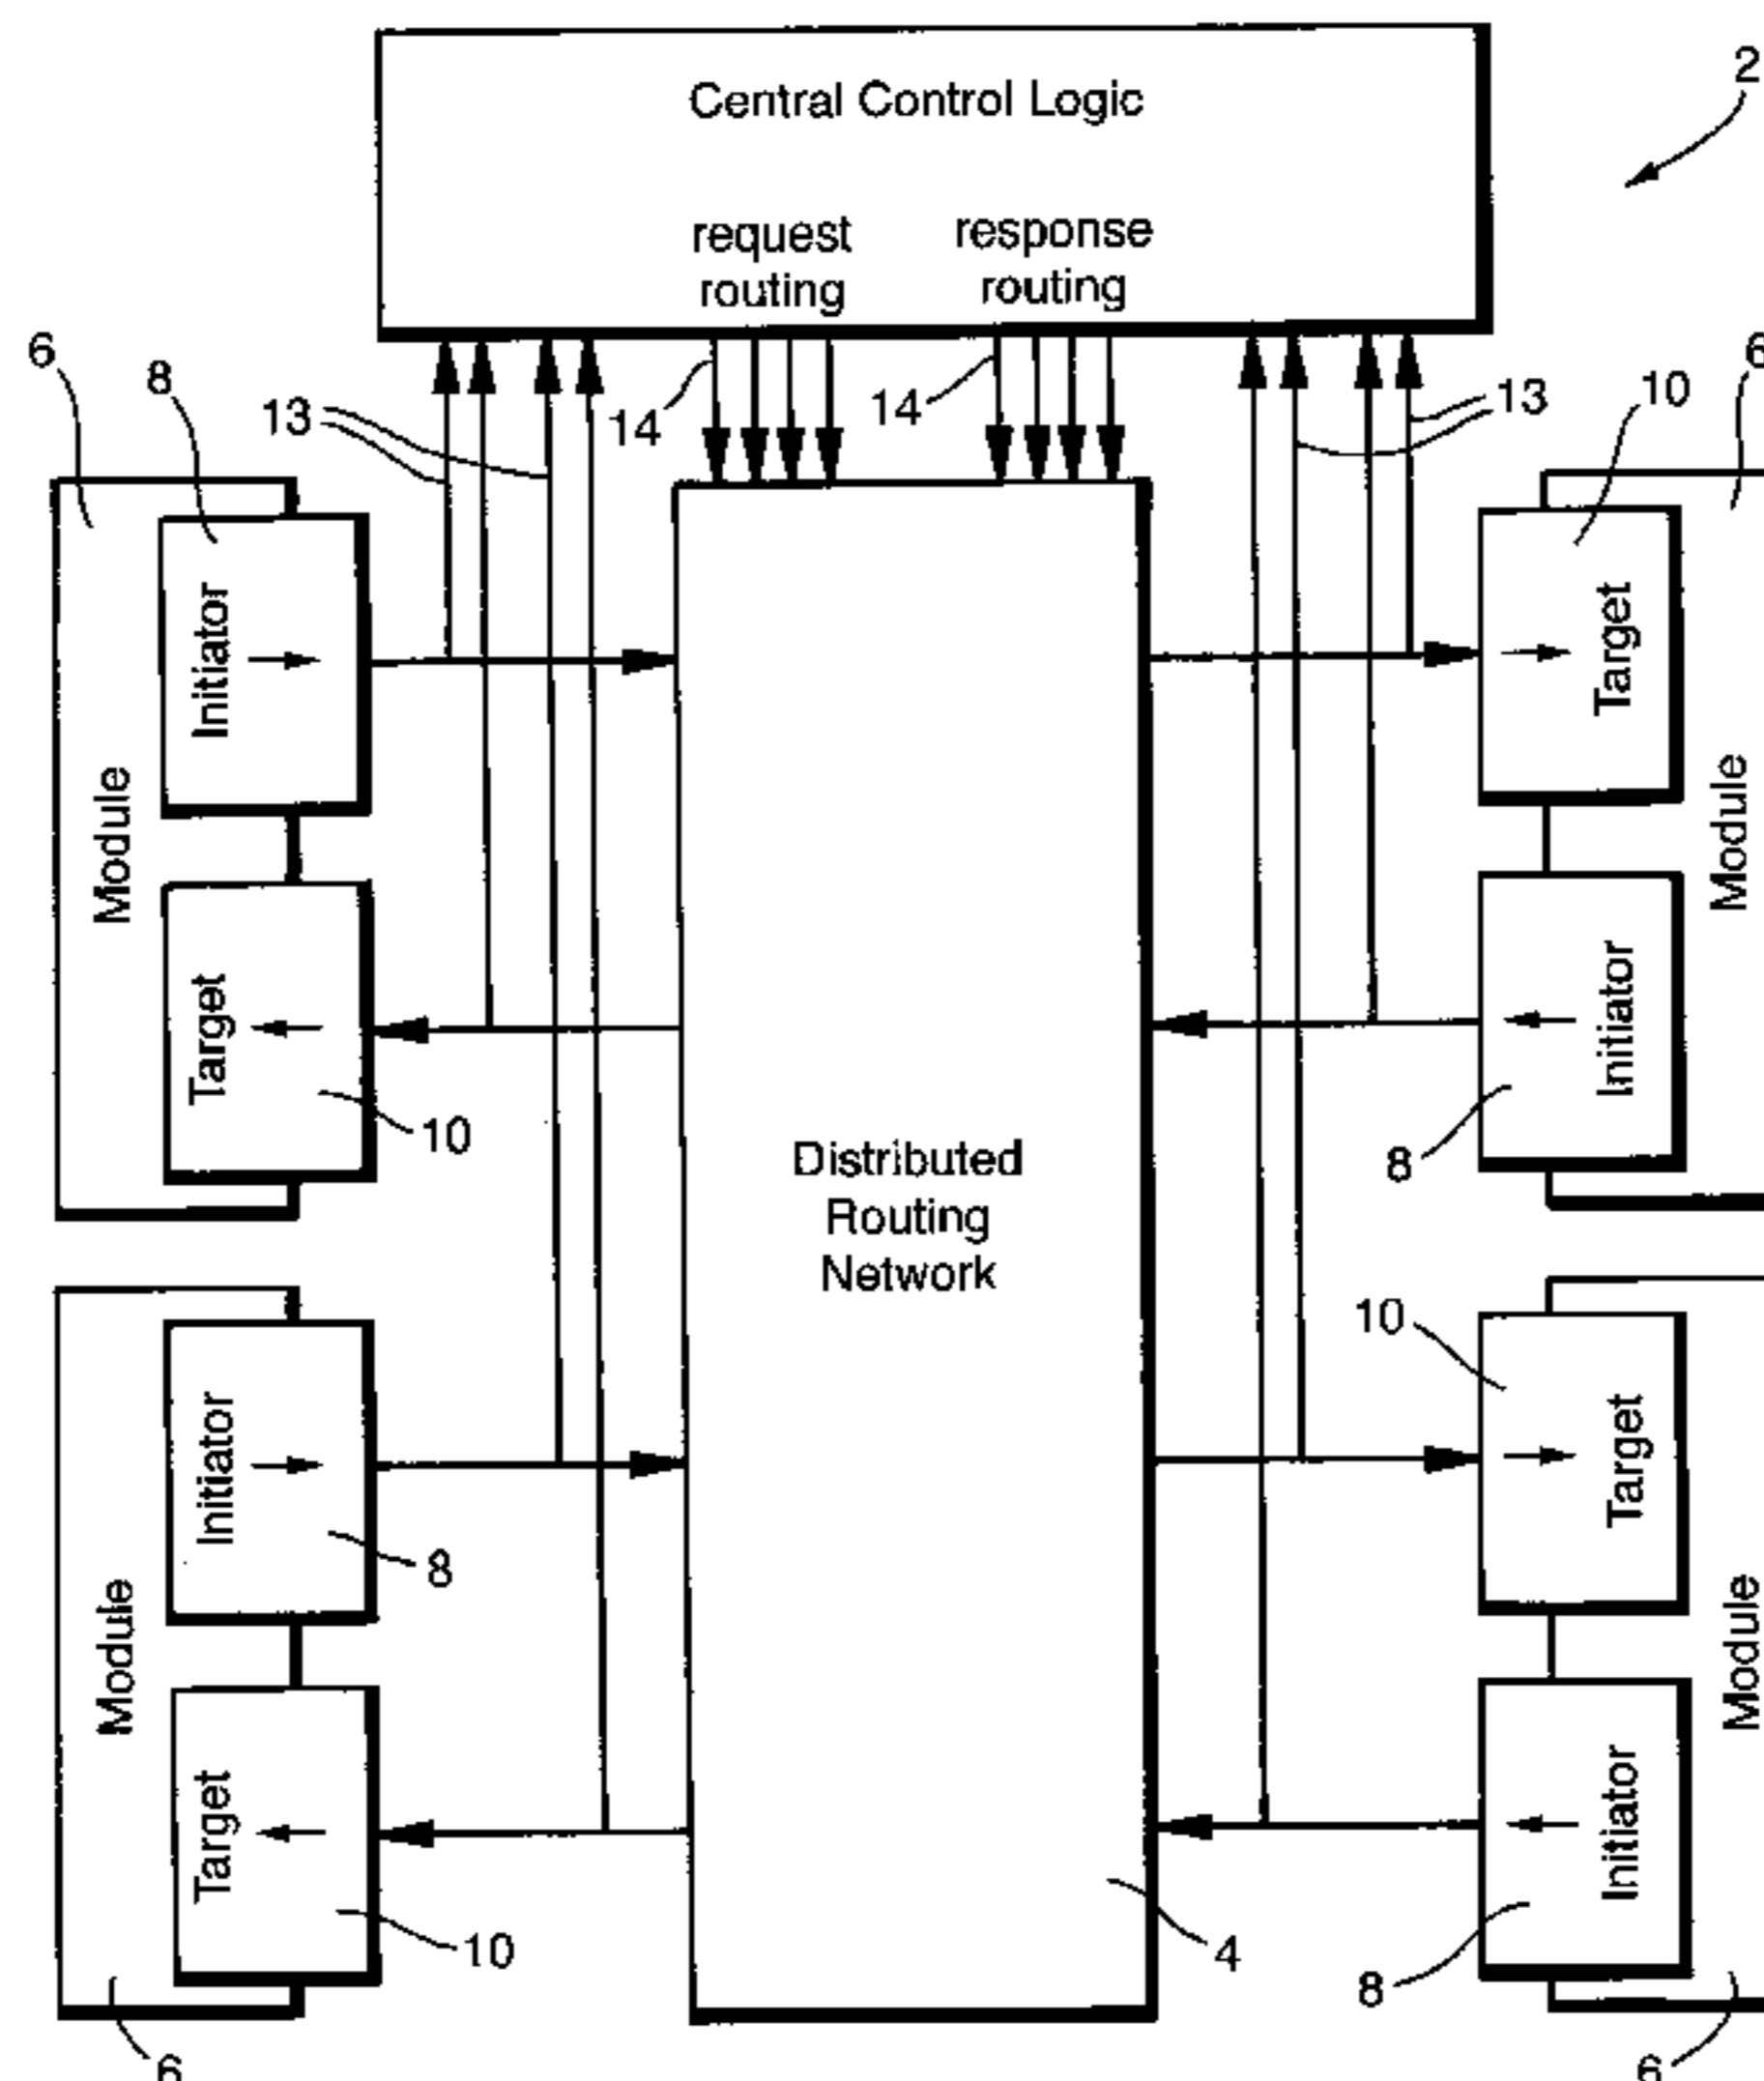 Central Control Logic
2
request
routing
response
routing
6
8
13
14
14
13
10
6
Initiator
Target
Module
Module
Target
10
Initiator
8
Distributed
Routing
Network
10
Initiator
8
Target
Module
Module
Target
10
Initiator
8
4
6
6